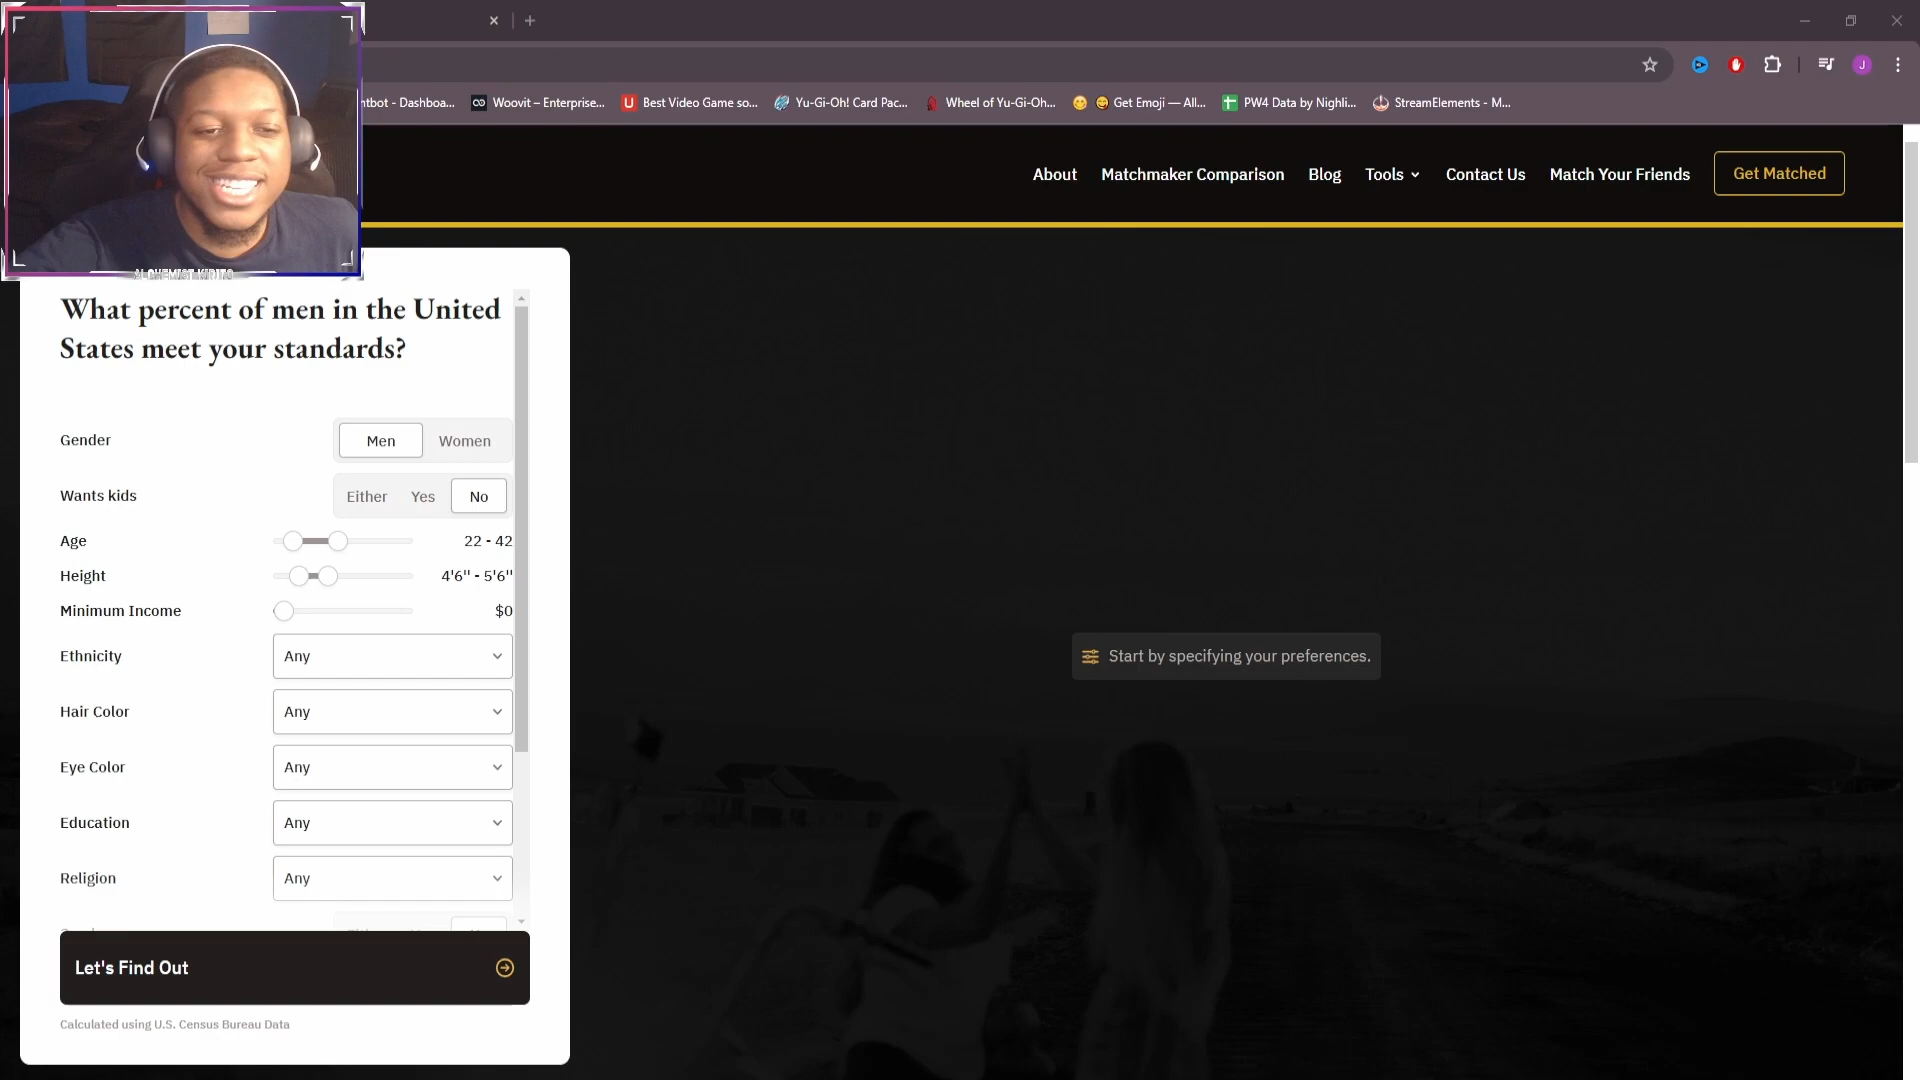 ntbot - Dashboa...
Woovit – Enterprise...
Best Video Game so...
Yu-Gi-Oh! Card Pac...
Wheel of Yu-Gi-Oh...
Get Emoji — All...
PW4 Data by Nighli...
StreamElements - M...
J
About
Matchmaker Comparison
Blog
Tools
Contact Us
Match Your Friends
Get Matched
ALCHEMIST KIRITO
What percent of men in the United
States meet your standards?
Gender
Men
Women
Wants kids
Either
Yes
No
Age
22 - 42
Height
4'6'' - 5'6''
Minimum Income
$0
Ethnicity
Any
Hair Color
Any
Eye Color
Any
Education
Any
Religion
Any
Let's Find Out
Calculated using U.S. Census Bureau Data
Start by specifying your preferences.